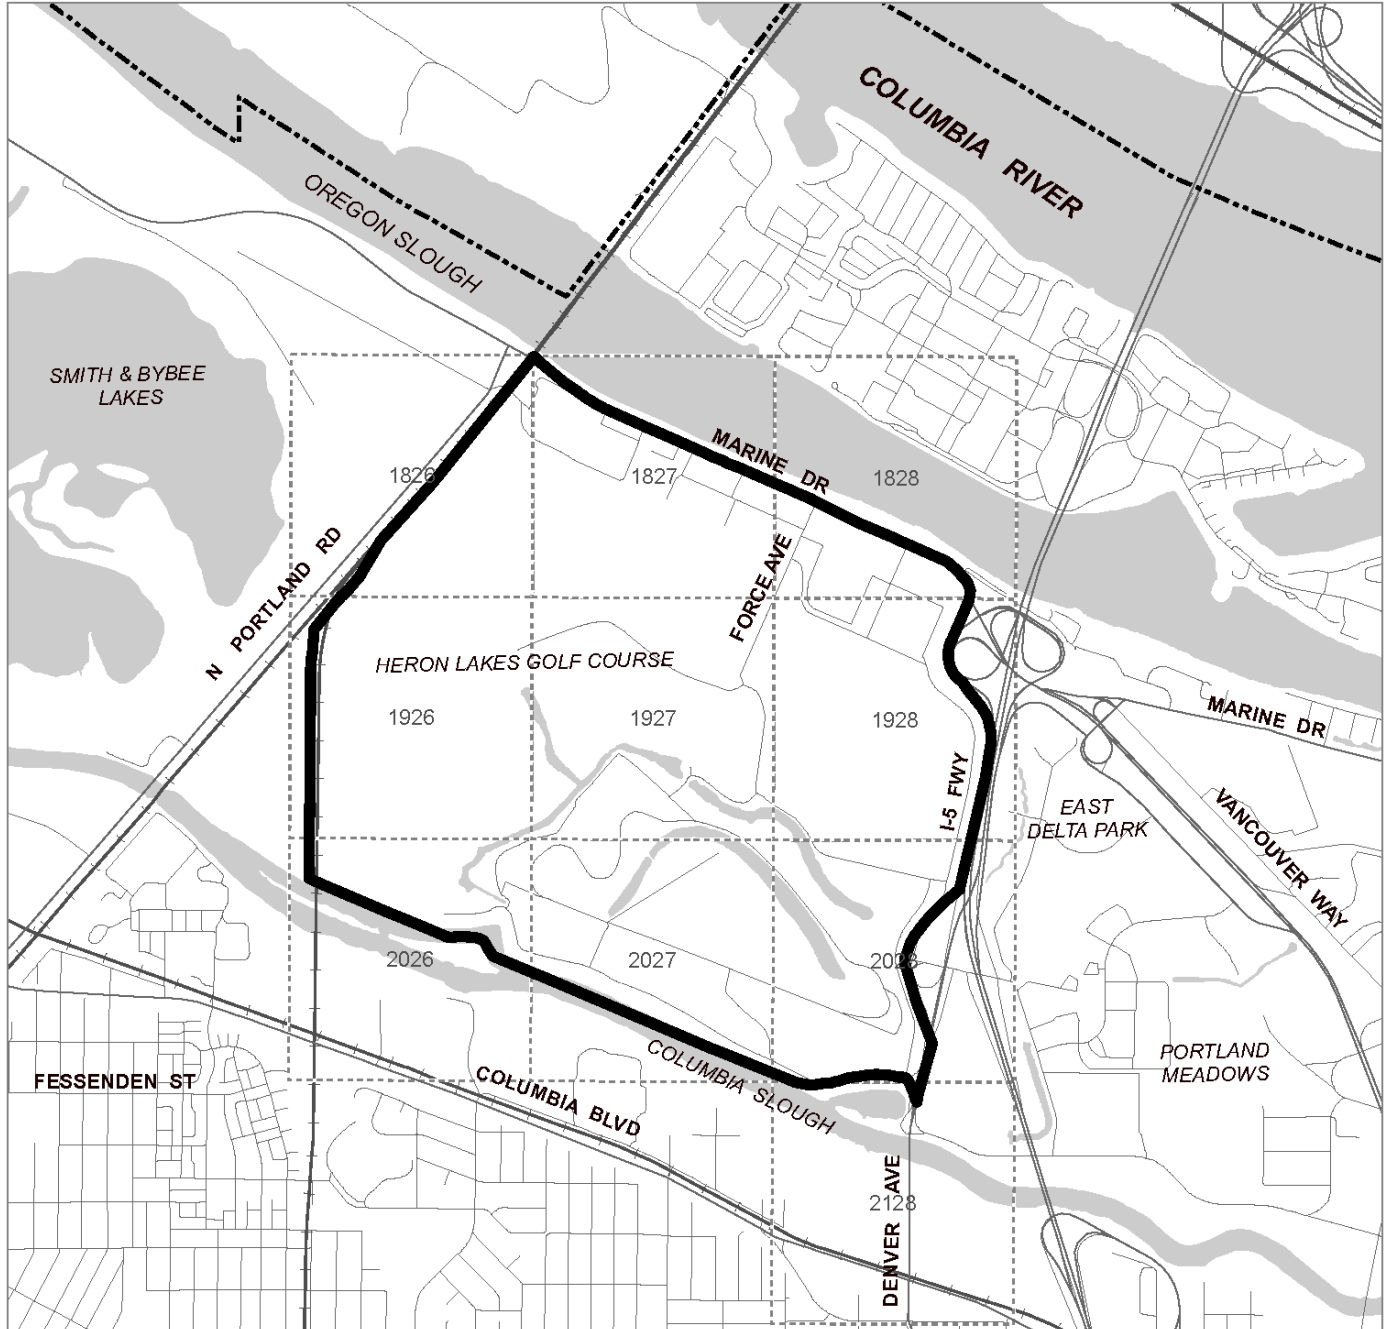 COLUMBIA RIVER
OREGON SLOUGH
SMITH & BYBEE
LAKES
MARINE DR
1826
1827
1828
N PORTLAND RD
FORCE AVE
HERON LAKES GOLF COURSE
1926
1927
1928
MARINE DR
I-5 FWY
EAST
DELTA PARK
VANCOUVER WAY
2026
2027
2028
COLUMBIA SLOUGH
PORTLAND
MEADOWS
FESSENDEN ST
COLUMBIA BLVD
DENVER AVE
2128